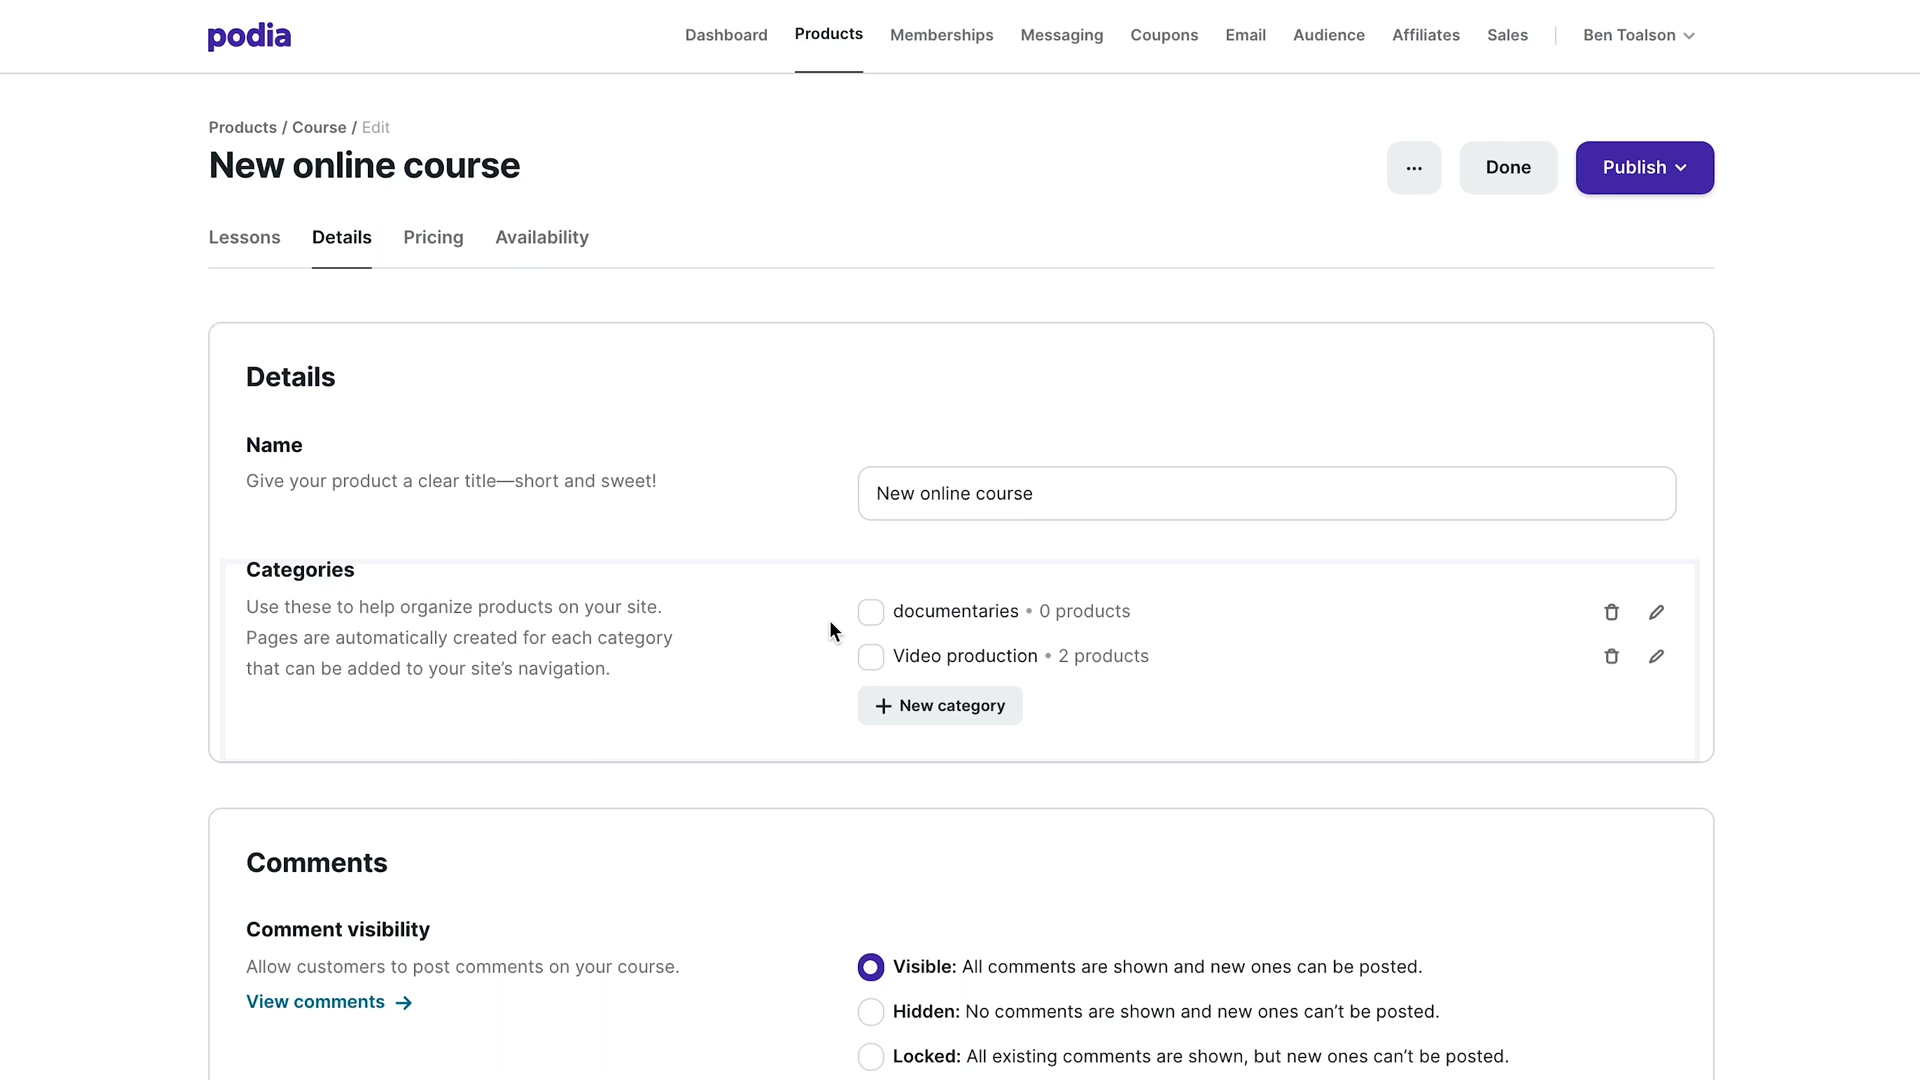 podia
Dashboard Products Memberships Messaging Coupons Email Audience Affiliates Sales Ben Toalson
Products / Course / Edit
New online course
... Done Publish
Lessons Details Pricing Availability
Details
Name
Give your product a clear title—short and sweet!
New online course
Categories
Use these to help organize products on your site.
Pages are automatically created for each category
that can be added to your site’s navigation.
documentaries • 0 products
Video production • 2 products
+ New category
Comments
Comment visibility
Allow customers to post comments on your course.
View comments →
Visible: All comments are shown and new ones can be posted.
Hidden: No comments are shown and new ones can’t be posted.
Locked: All existing comments are shown, but new ones can’t be posted.